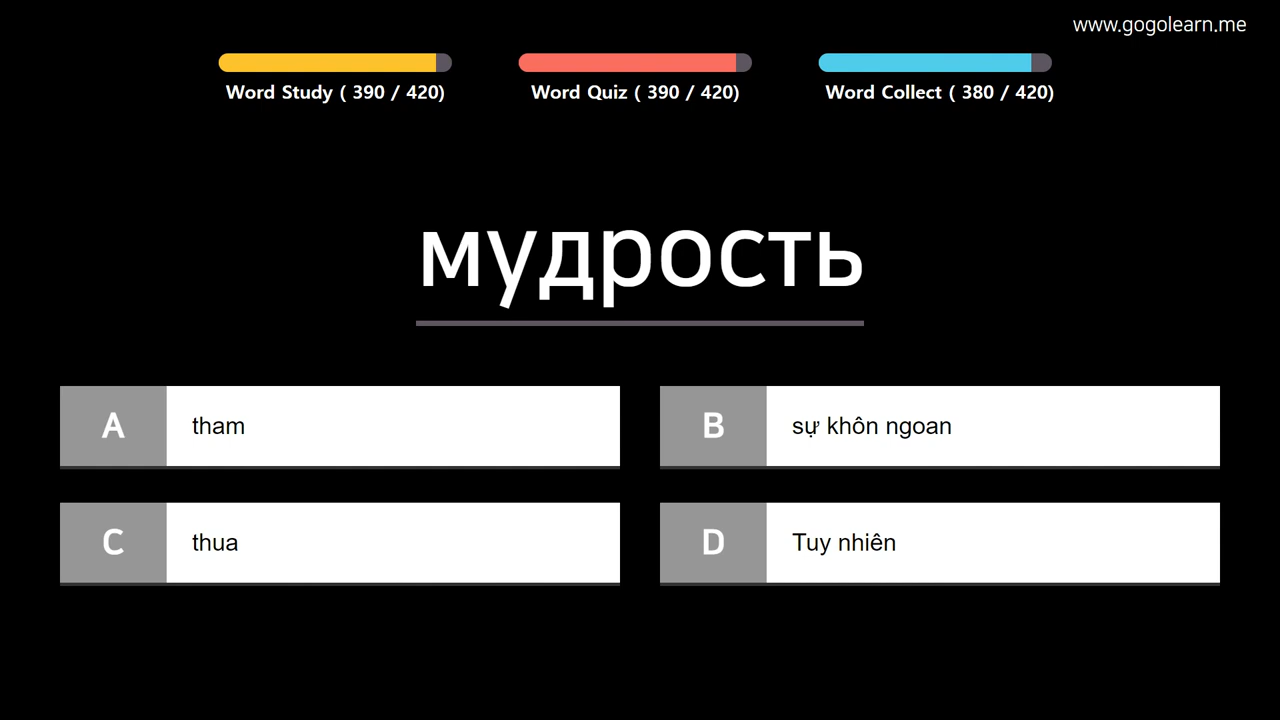 www.gogolearn.me
Word Study ( 390 / 420)
Word Quiz ( 390 / 420)
Word Collect ( 380 / 420)
мудрость
A tham
B sự khôn ngoan
C thua
D Tuy nhiên